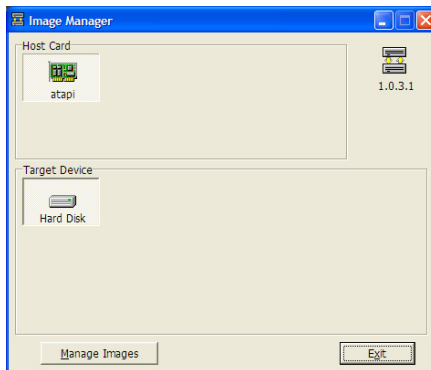 Image Manager
Host Card
atapi
1.0.3.1
Target Device
Hard Disk
Manage Images
Exit